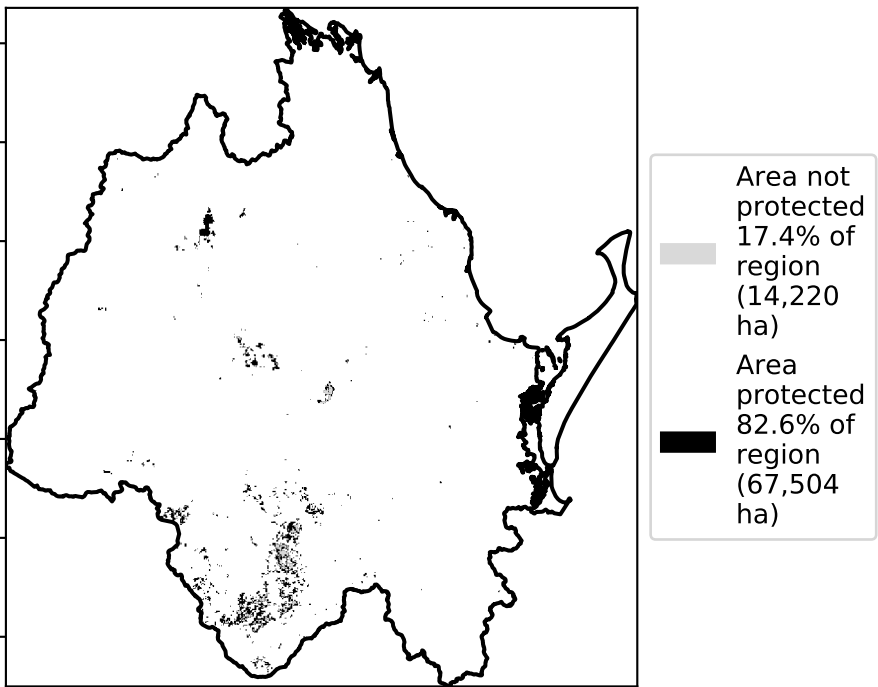 Area not
protected
17.4% of
region
(14,220
ha)
Area
protected
82.6% of
region
(67,504
ha)